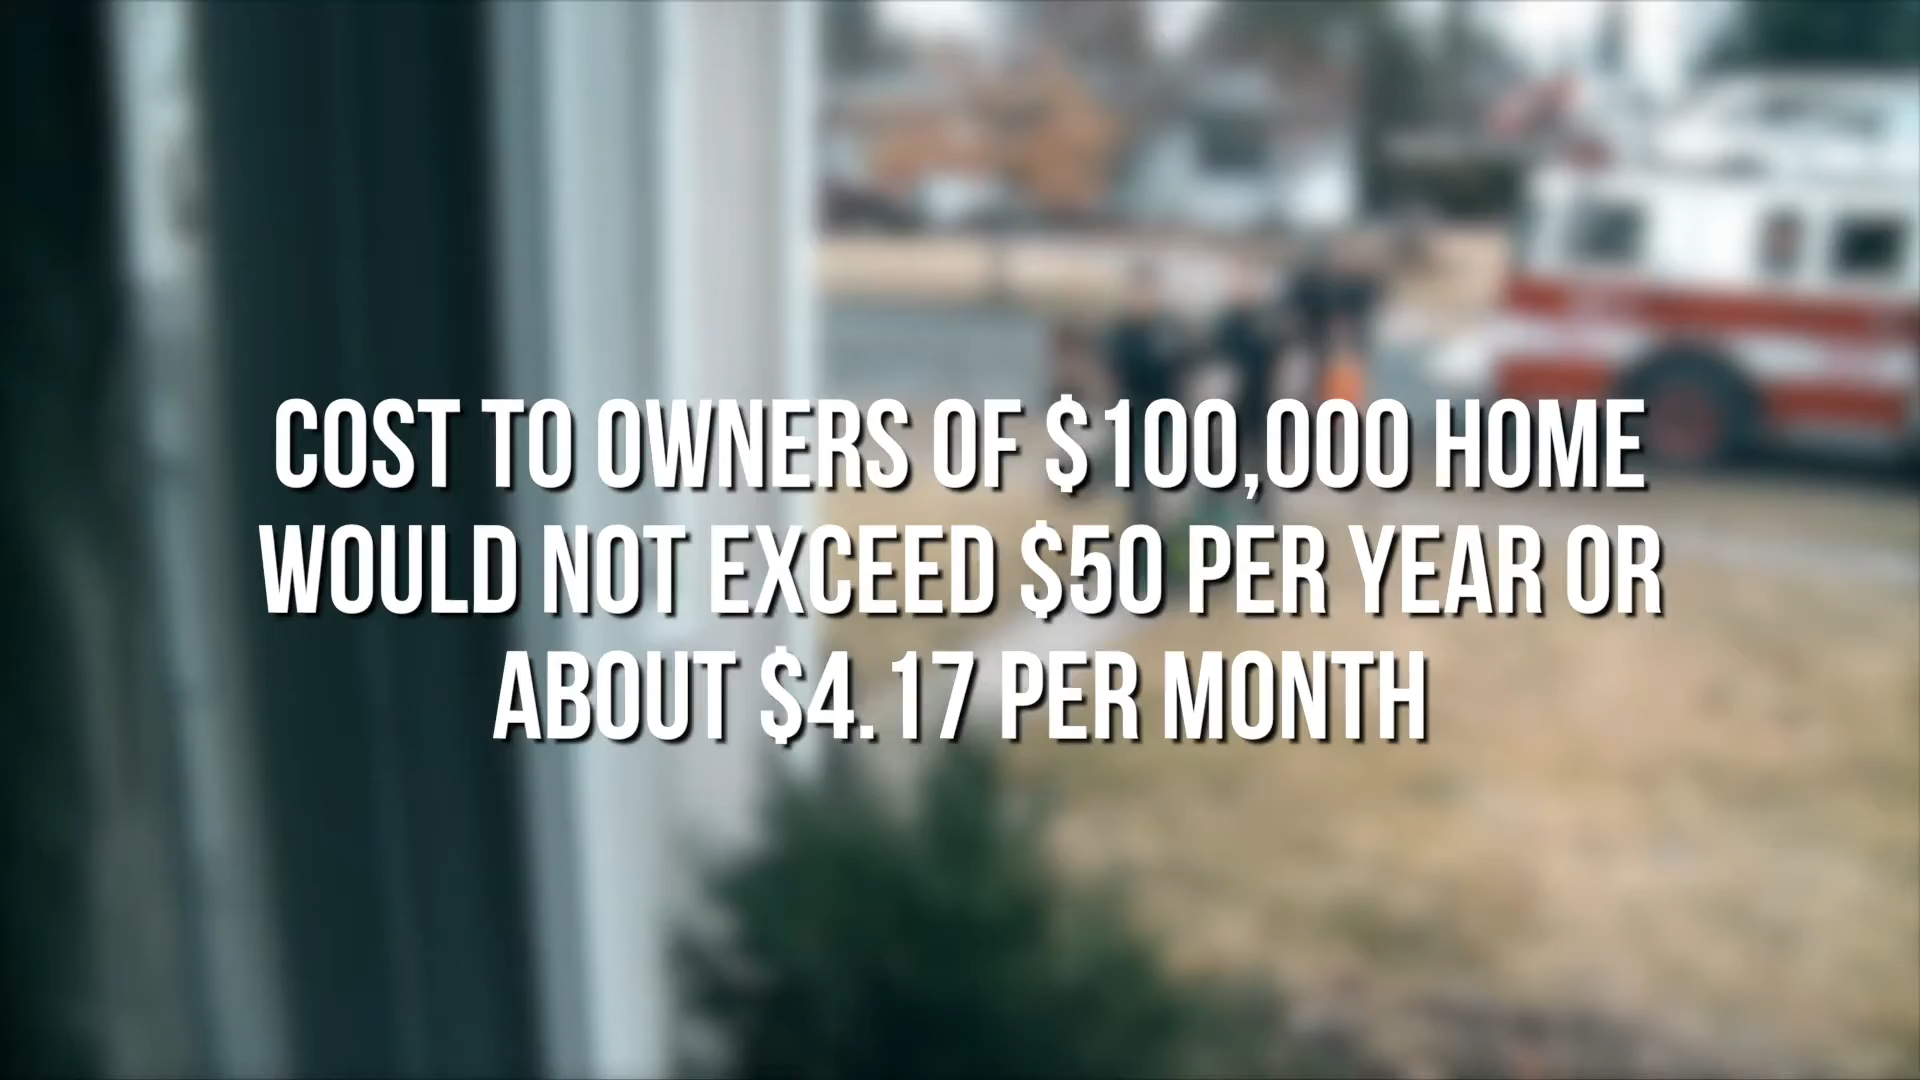 COST TO OWNERS OF $100,000 HOME
WOULD NOT EXCEED $50 PER YEAR OR
ABOUT $4.17 PER MONTH